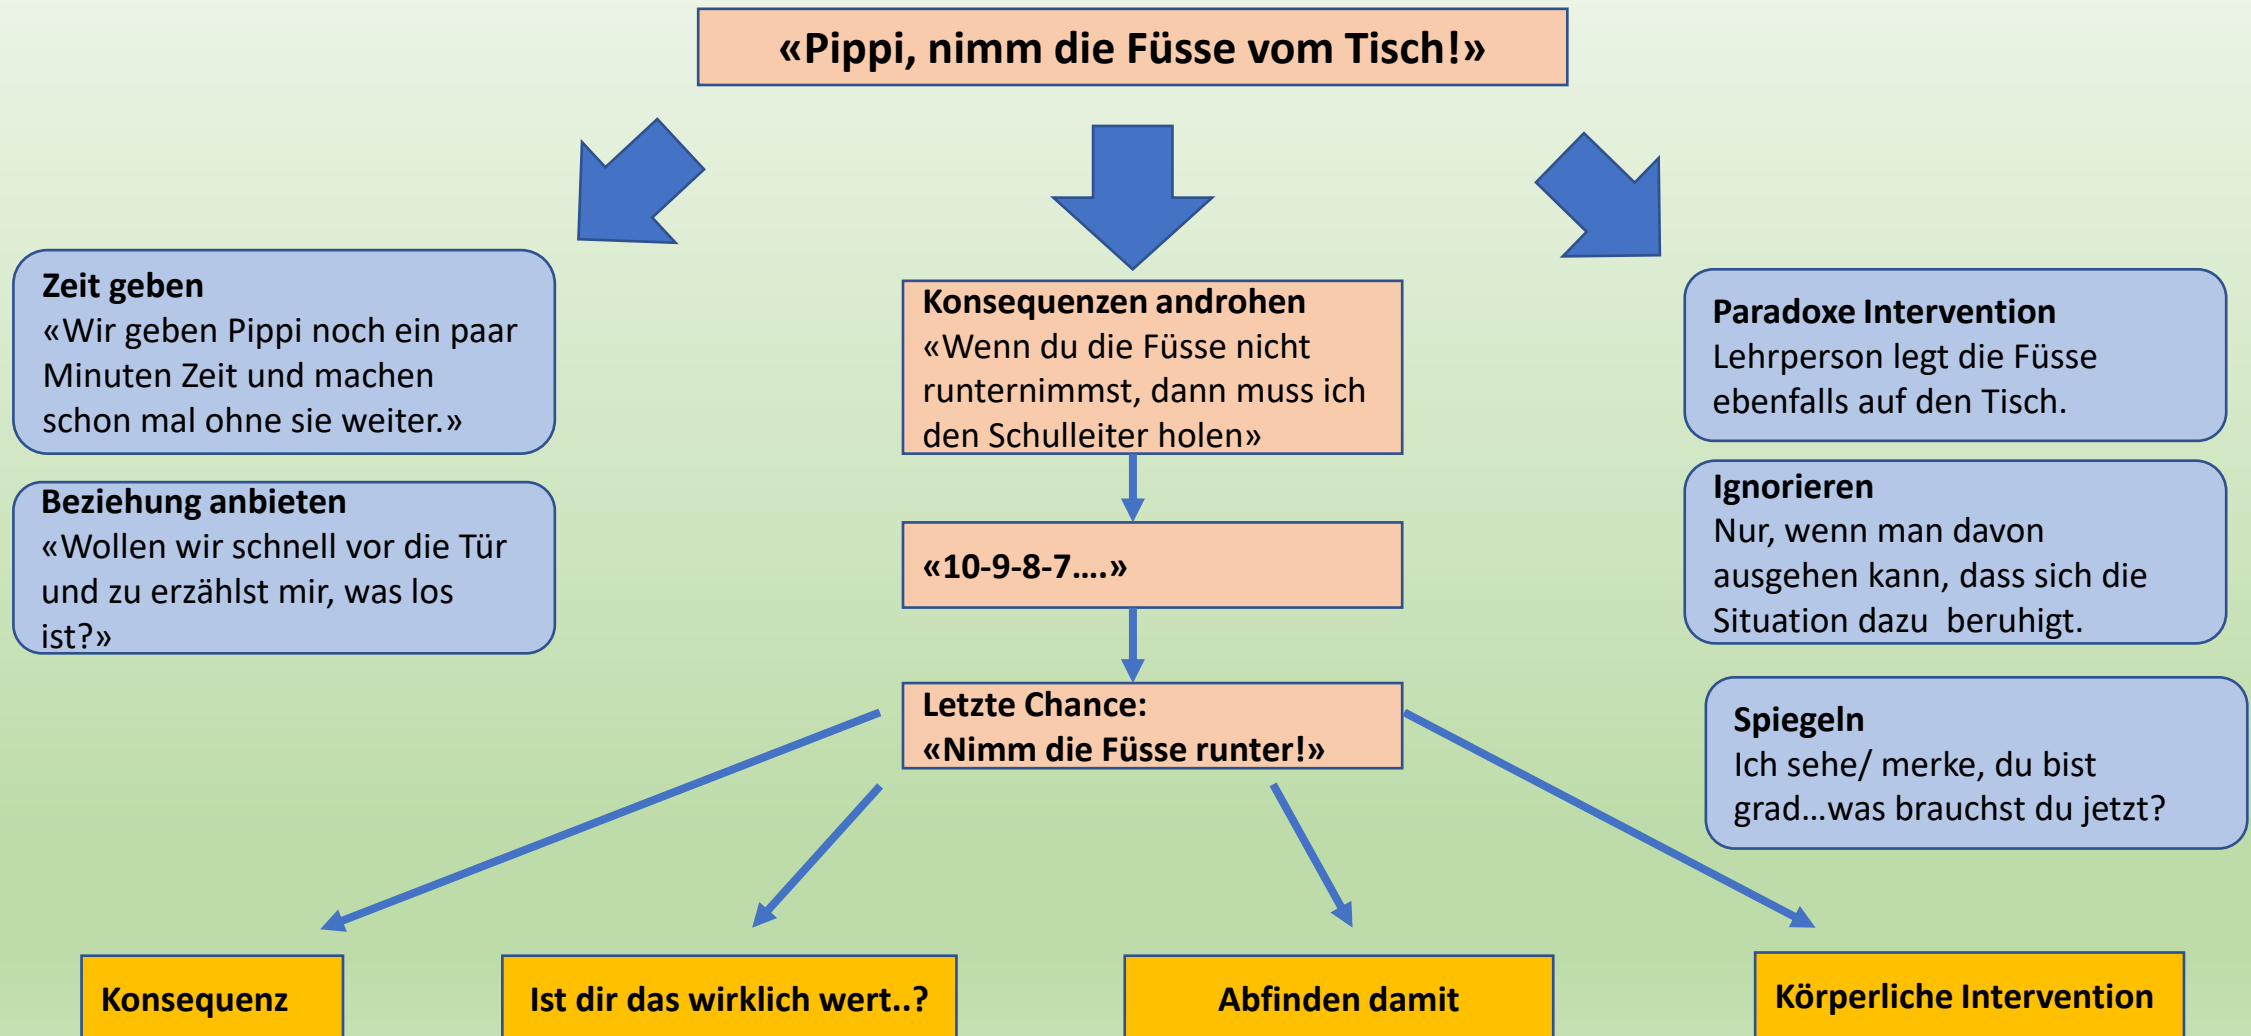 «Pippi, nimm die Füsse vom Tisch!»
Zeit geben
«Wir geben Pippi noch ein paar
Minuten Zeit und machen
schon mal ohne sie weiter.»
Beziehung anbieten
«Wollen wir schnell vor die Tür
und zu erzählst mir, was los
ist?»
Konsequenzen androhen
«Wenn du die Füsse nicht
runternimmst, dann muss ich
den Schulleiter holen»
«10-9-8-7....»
Letzte Chance:
«Nimm die Füsse runter!»
Paradoxe Intervention
Lehrperson legt die Füsse
ebenfalls auf den Tisch.
Ignorieren
Nur, wenn man davon
ausgehen kann, dass sich die
Situation dazu  beruhigt.
Spiegeln
Ich sehe/ merke, du bist
grad…was brauchst du jetzt?
Konsequenz
Ist dir das wirklich wert..?
Abfinden damit
Körperliche Intervention